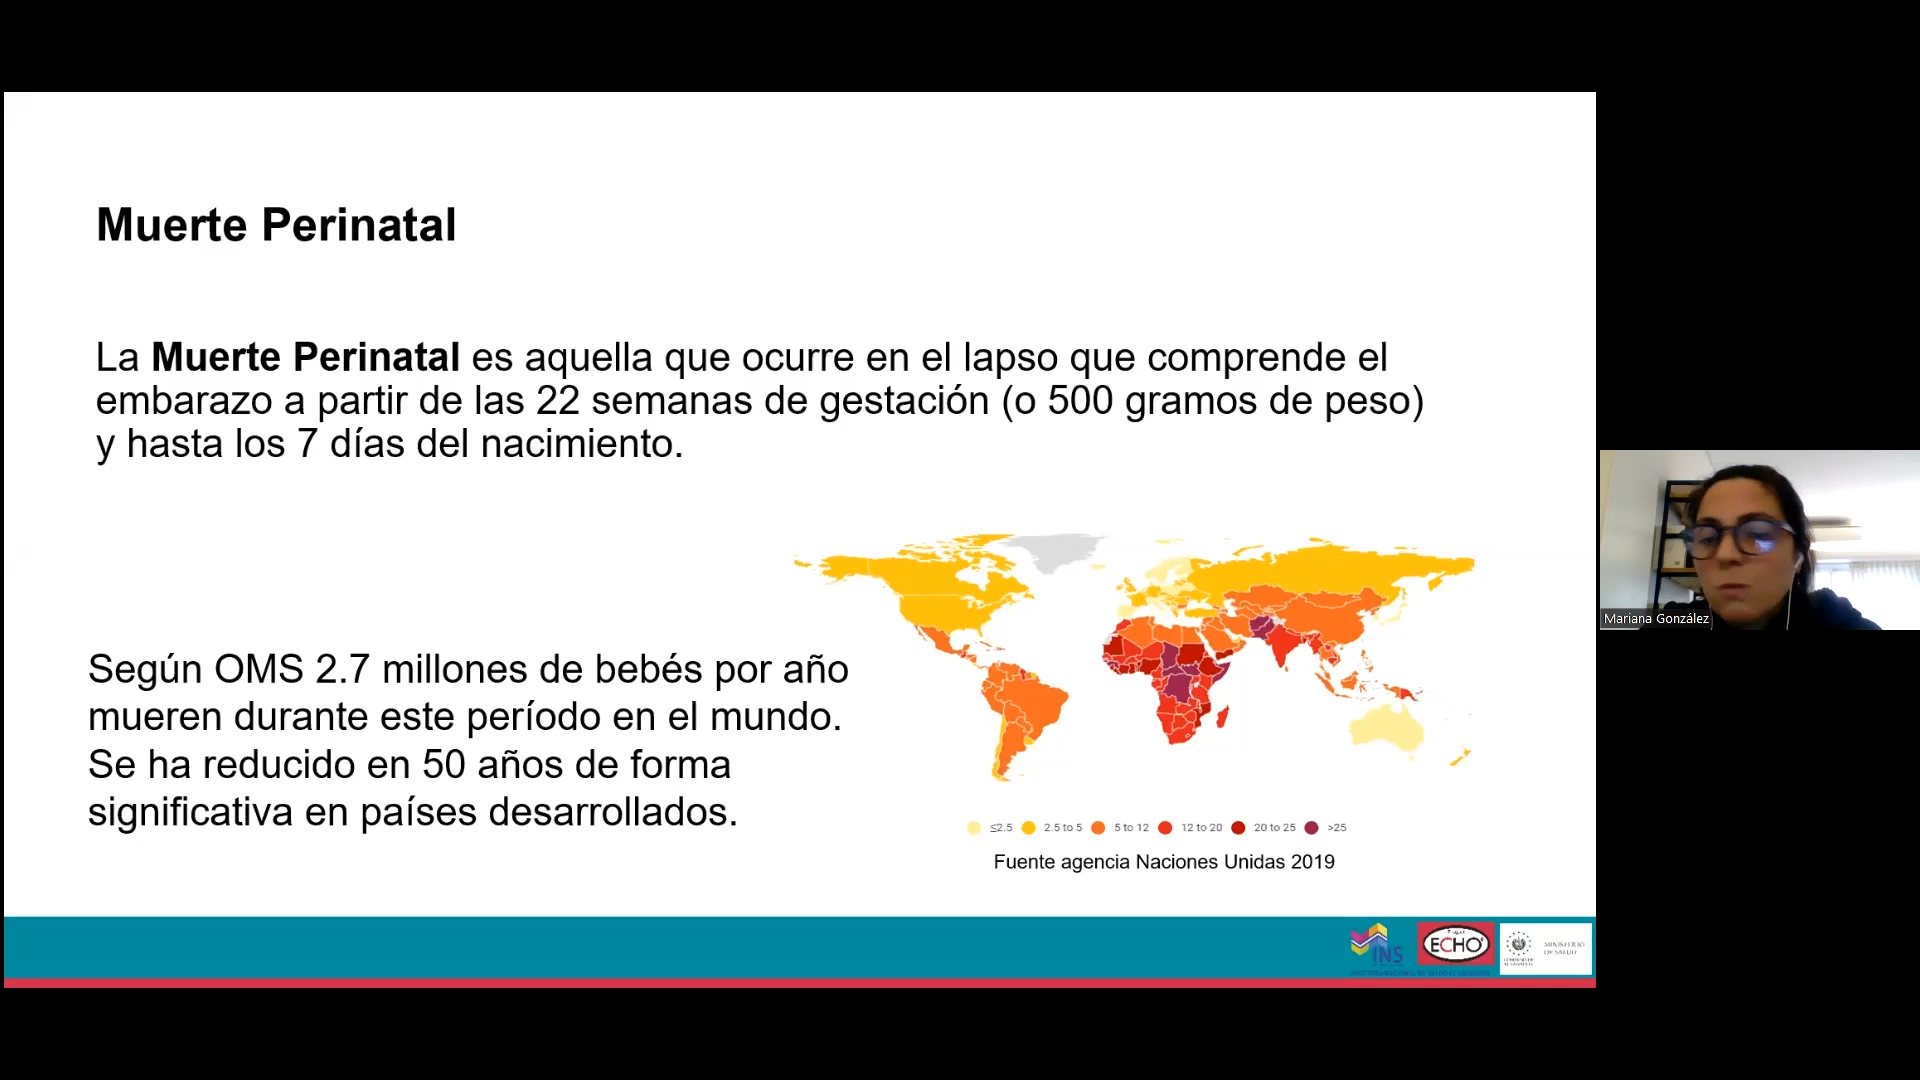 Muerte Perinatal
La Muerte Perinatal es aquella que ocurre en el lapso que comprende el
embarazo a partir de las 22 semanas de gestación (o 500 gramos de peso)
y hasta los 7 días del nacimiento.
Según OMS 2.7 millones de bebés por año
mueren durante este período en el mundo.
Se ha reducido en 50 años de forma
significativa en países desarrollados.
≤2.5 2.5 to 5 5 to 12 12 to 20 20 to 25 >25
Fuente agencia Naciones Unidas 2019
Mariana González
INS
ECHO
MINISTERIO
DE SALUD